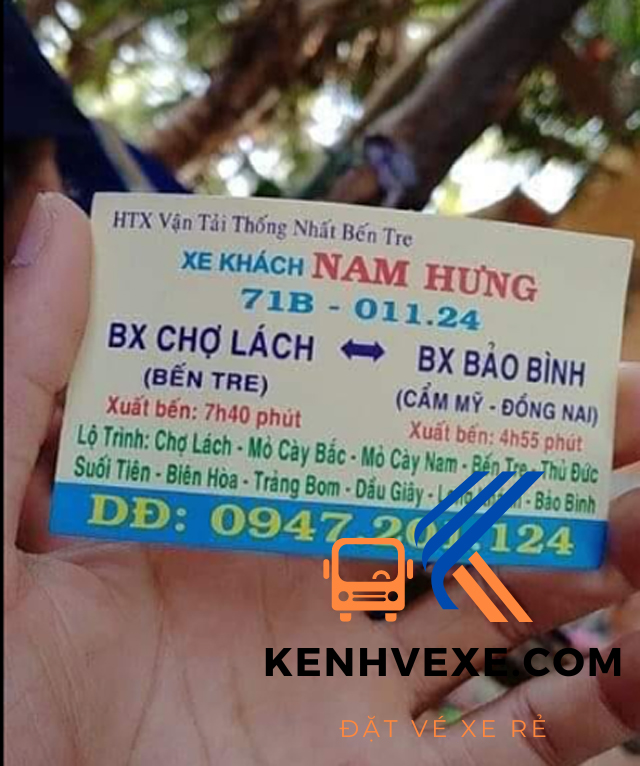 HTX Vận Tải Thống Nhất Bến Tre
XE KHÁCH NAM HƯNG
71B - 011.24
BX CHỢ LÁCH ↔ BX BẢO BÌNH
(BẾN TRE) (CẨM MỸ - ĐỒNG NAI)
Xuất bến: 7h40 phút Xuất bến: 4h55 phút
Lộ Trình: Chợ Lách - Mỏ Cày Bắc - Mỏ Cày Nam - Bến Tre - Thủ Đức
Suối Tiên - Biên Hòa - Trảng Bom - Dầu Giây - - Bảo Bình
DĐ: 0947 .124
KENHVEXE.COM
ĐẶT VÉ XE RẺ